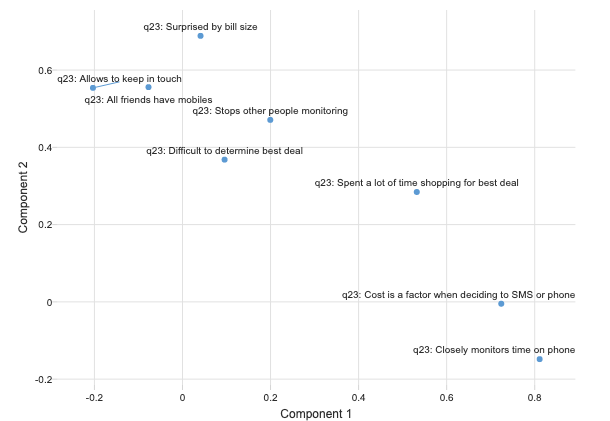 q23: Surprised by bill size
0.6
q23: Allows to keep in touch
q23: All friends have mobiles
q23: Stops other people monitoring
0.4
q23: Difficult to determine best deal
q23: Spent a lot of time shopping for best deal
Component 2
0.2
q23: Cost is a factor when deciding to SMS or phone
0
q23: Closely monitors time on phone
-0.2
-0.2 0 0.2 0.4 0.6 0.8
Component 1